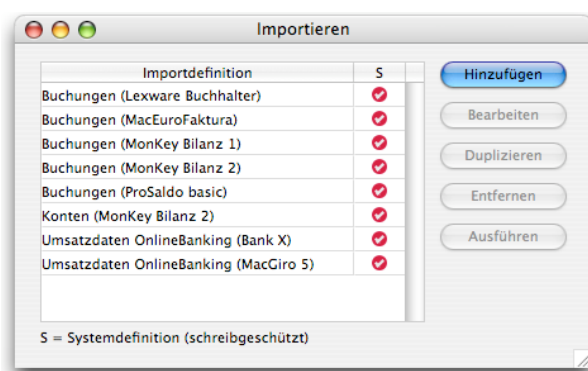 Importieren
Importdefinition S
Buchungen (Lexware Buchhalter)
Buchungen (MacEuroFaktura)
Buchungen (MonKey Bilanz 1)
Buchungen (MonKey Bilanz 2)
Buchungen (ProSaldo basic)
Konten (MonKey Bilanz 2)
Umsatzdaten OnlineBanking (Bank X)
Umsatzdaten OnlineBanking (MacGiro 5)
S = Systemdefinition (schreibgeschützt)
Hinzufügen
Bearbeiten
Duplizieren
Entfernen
Ausführen